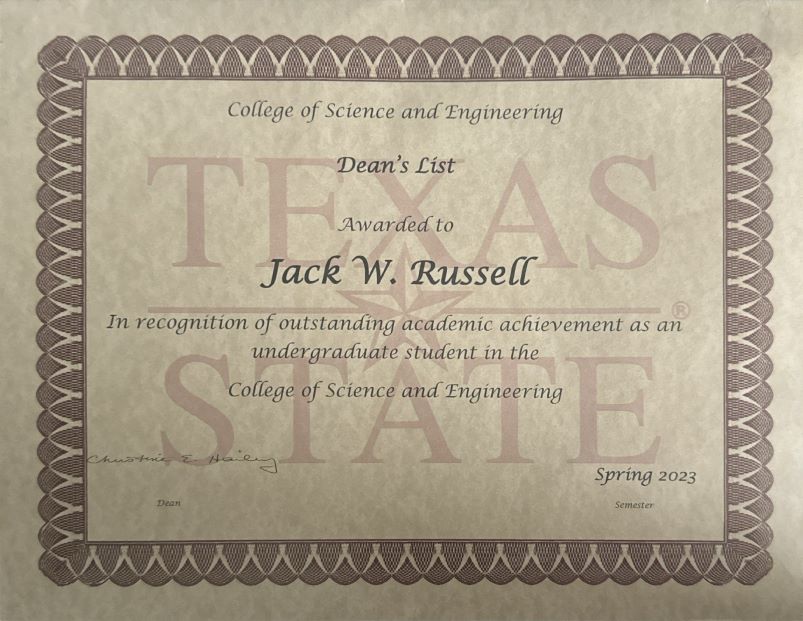 College of Science and Engineering
Dean's List
Awarded to
Jack W. Russell
In recognition of outstanding academic achievement as an
undergraduate student in the
College of Science and Engineering
Christine E. Hailey
Spring 2023
Dean
Semester
TEXAS
®
STATE